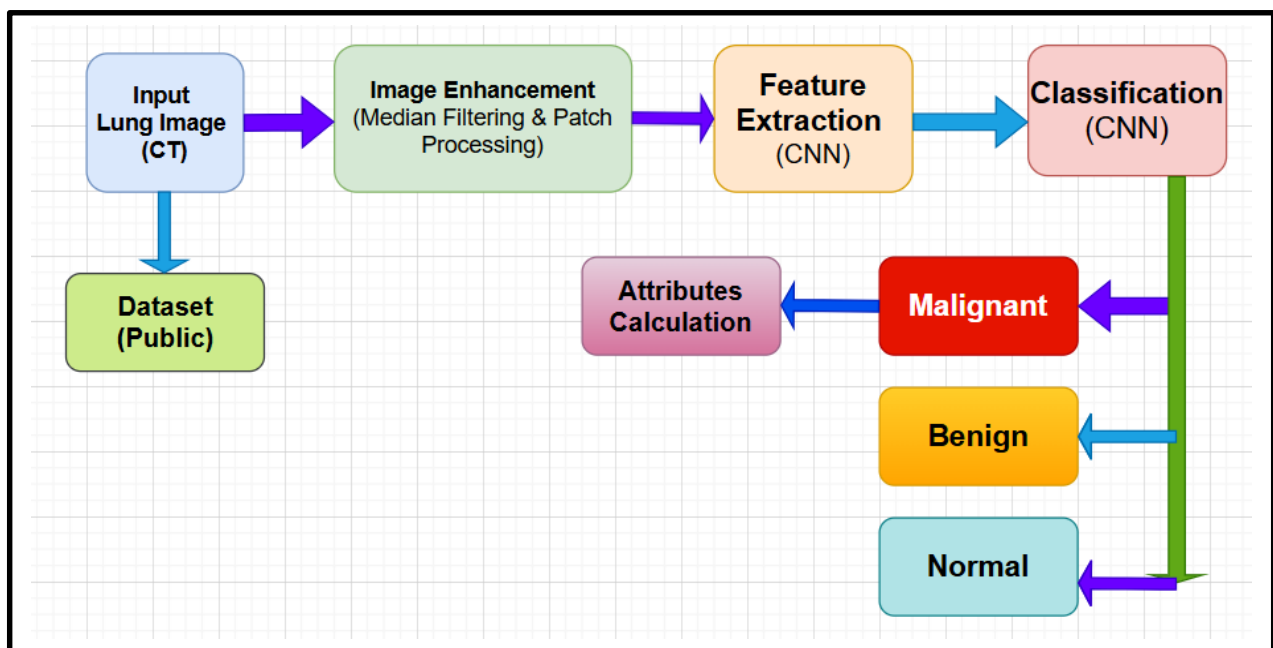 Input
Lung Image
(CT)
Image Enhancement
(Median Filtering & Patch
Processing)
Feature
Extraction
(CNN)
Classification
(CNN)
Dataset
(Public)
Attributes
Calculation
Malignant
Benign
Normal